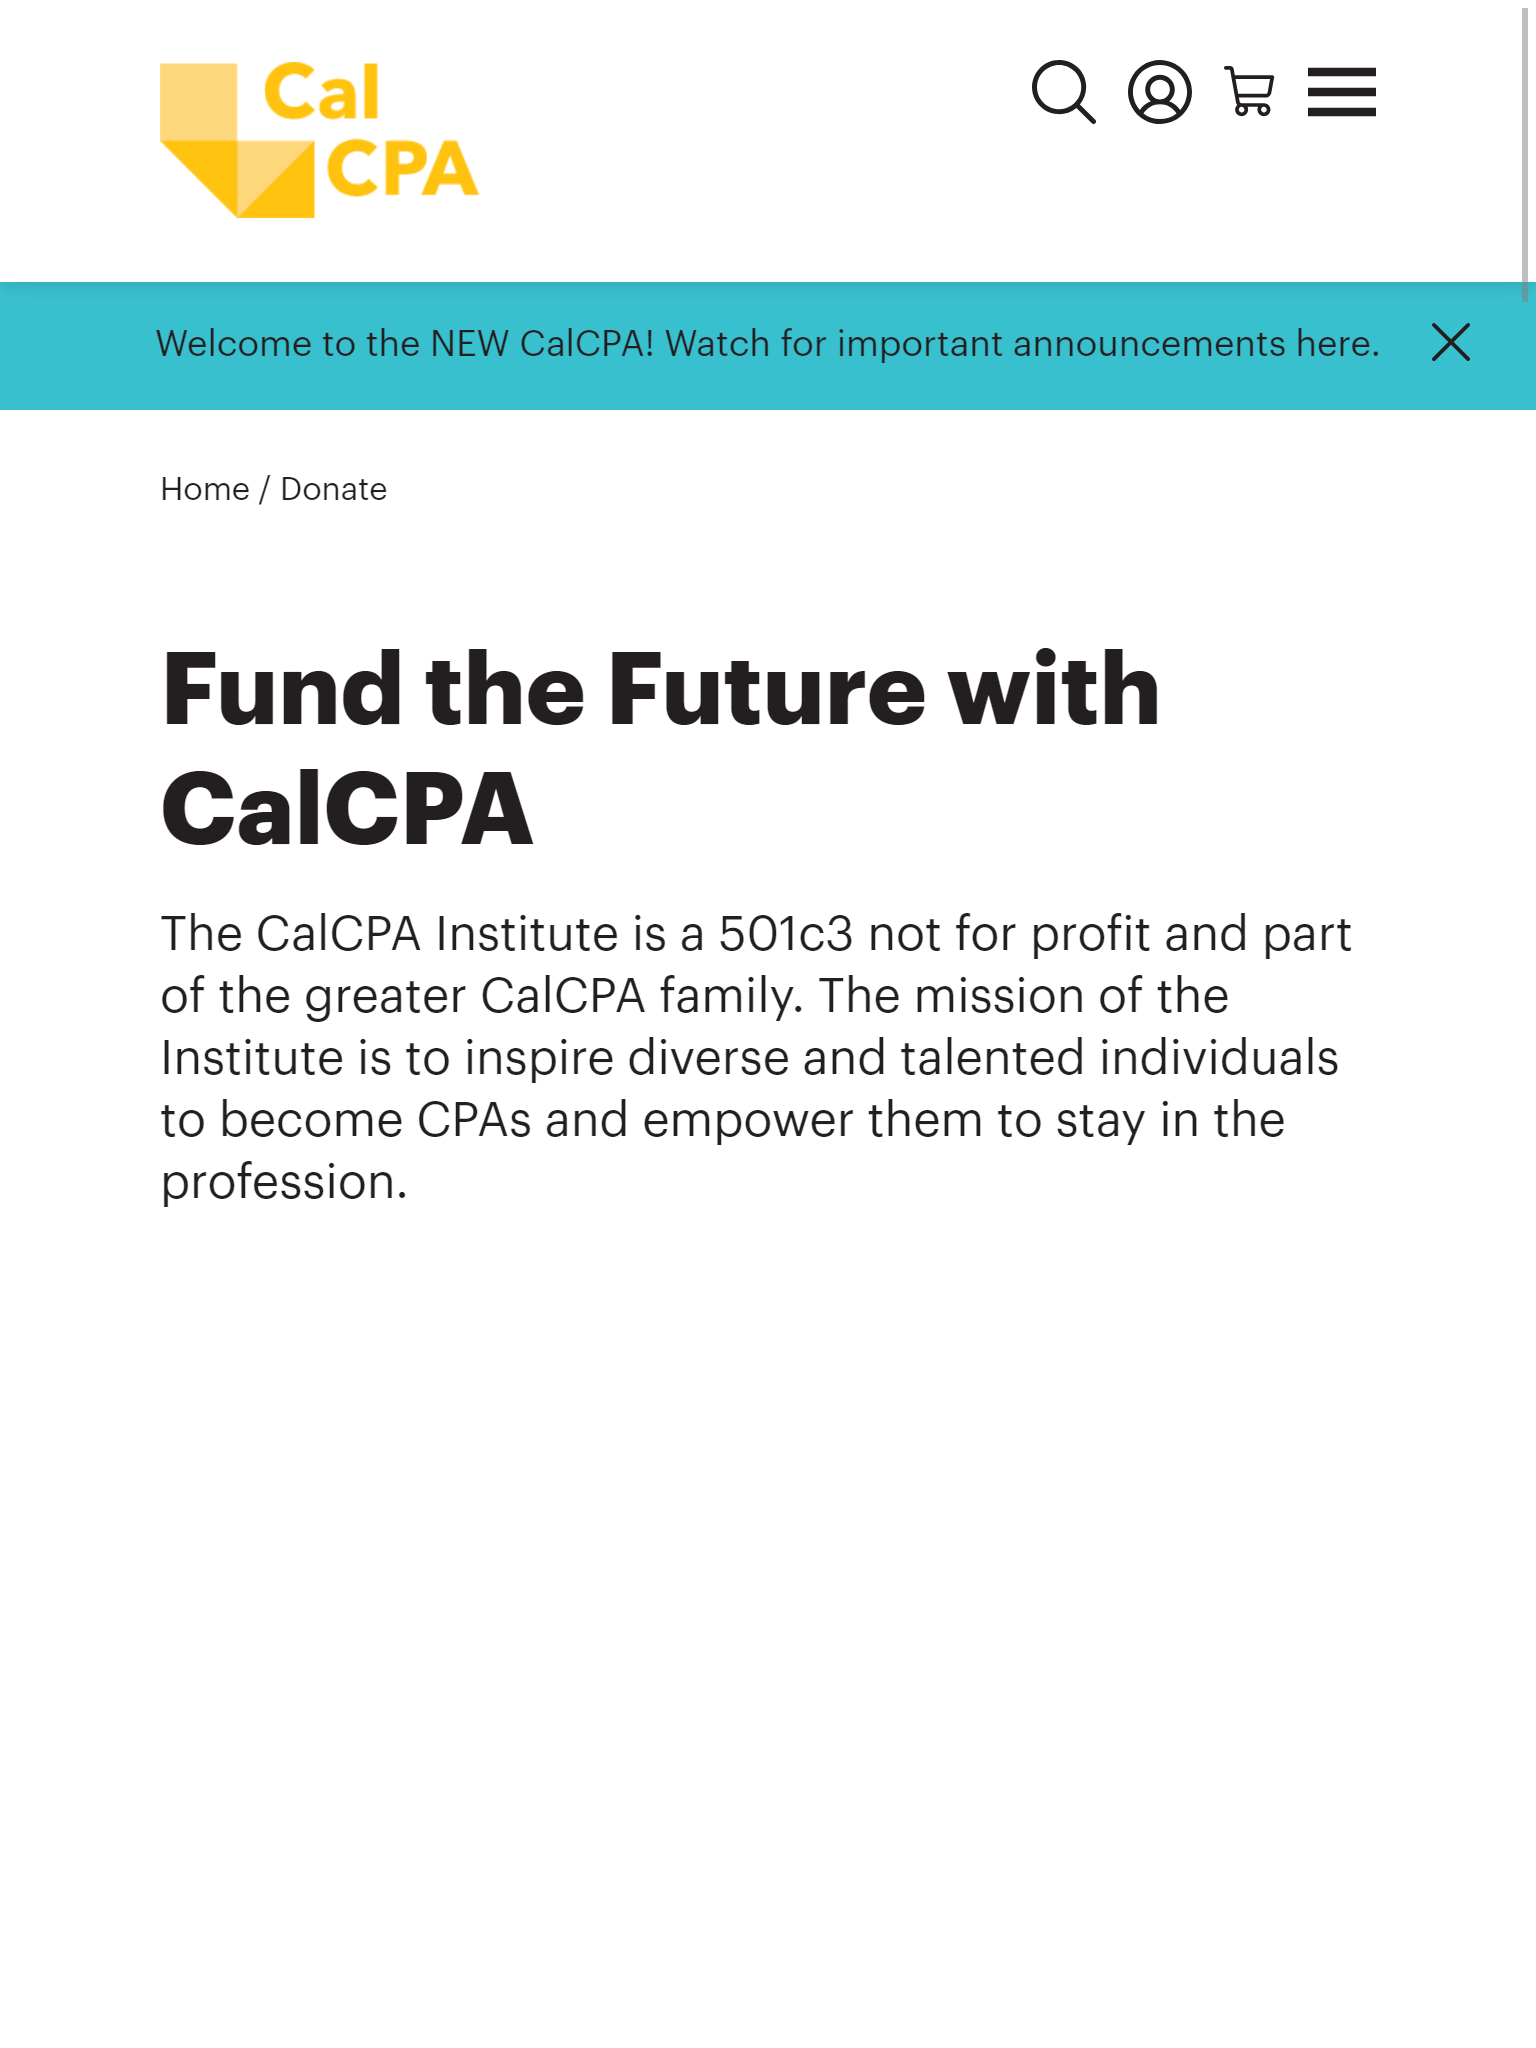 Cal
CPA
Welcome to the NEW CalCPA! Watch for important announcements here.
Home / Donate
Fund the Future with
CalCPA
The CalCPA Institute is a 501c3 not for profit and part
of the greater CalCPA family. The mission of the
Institute is to inspire diverse and talented individuals
to become CPAs and empower them to stay in the
profession.